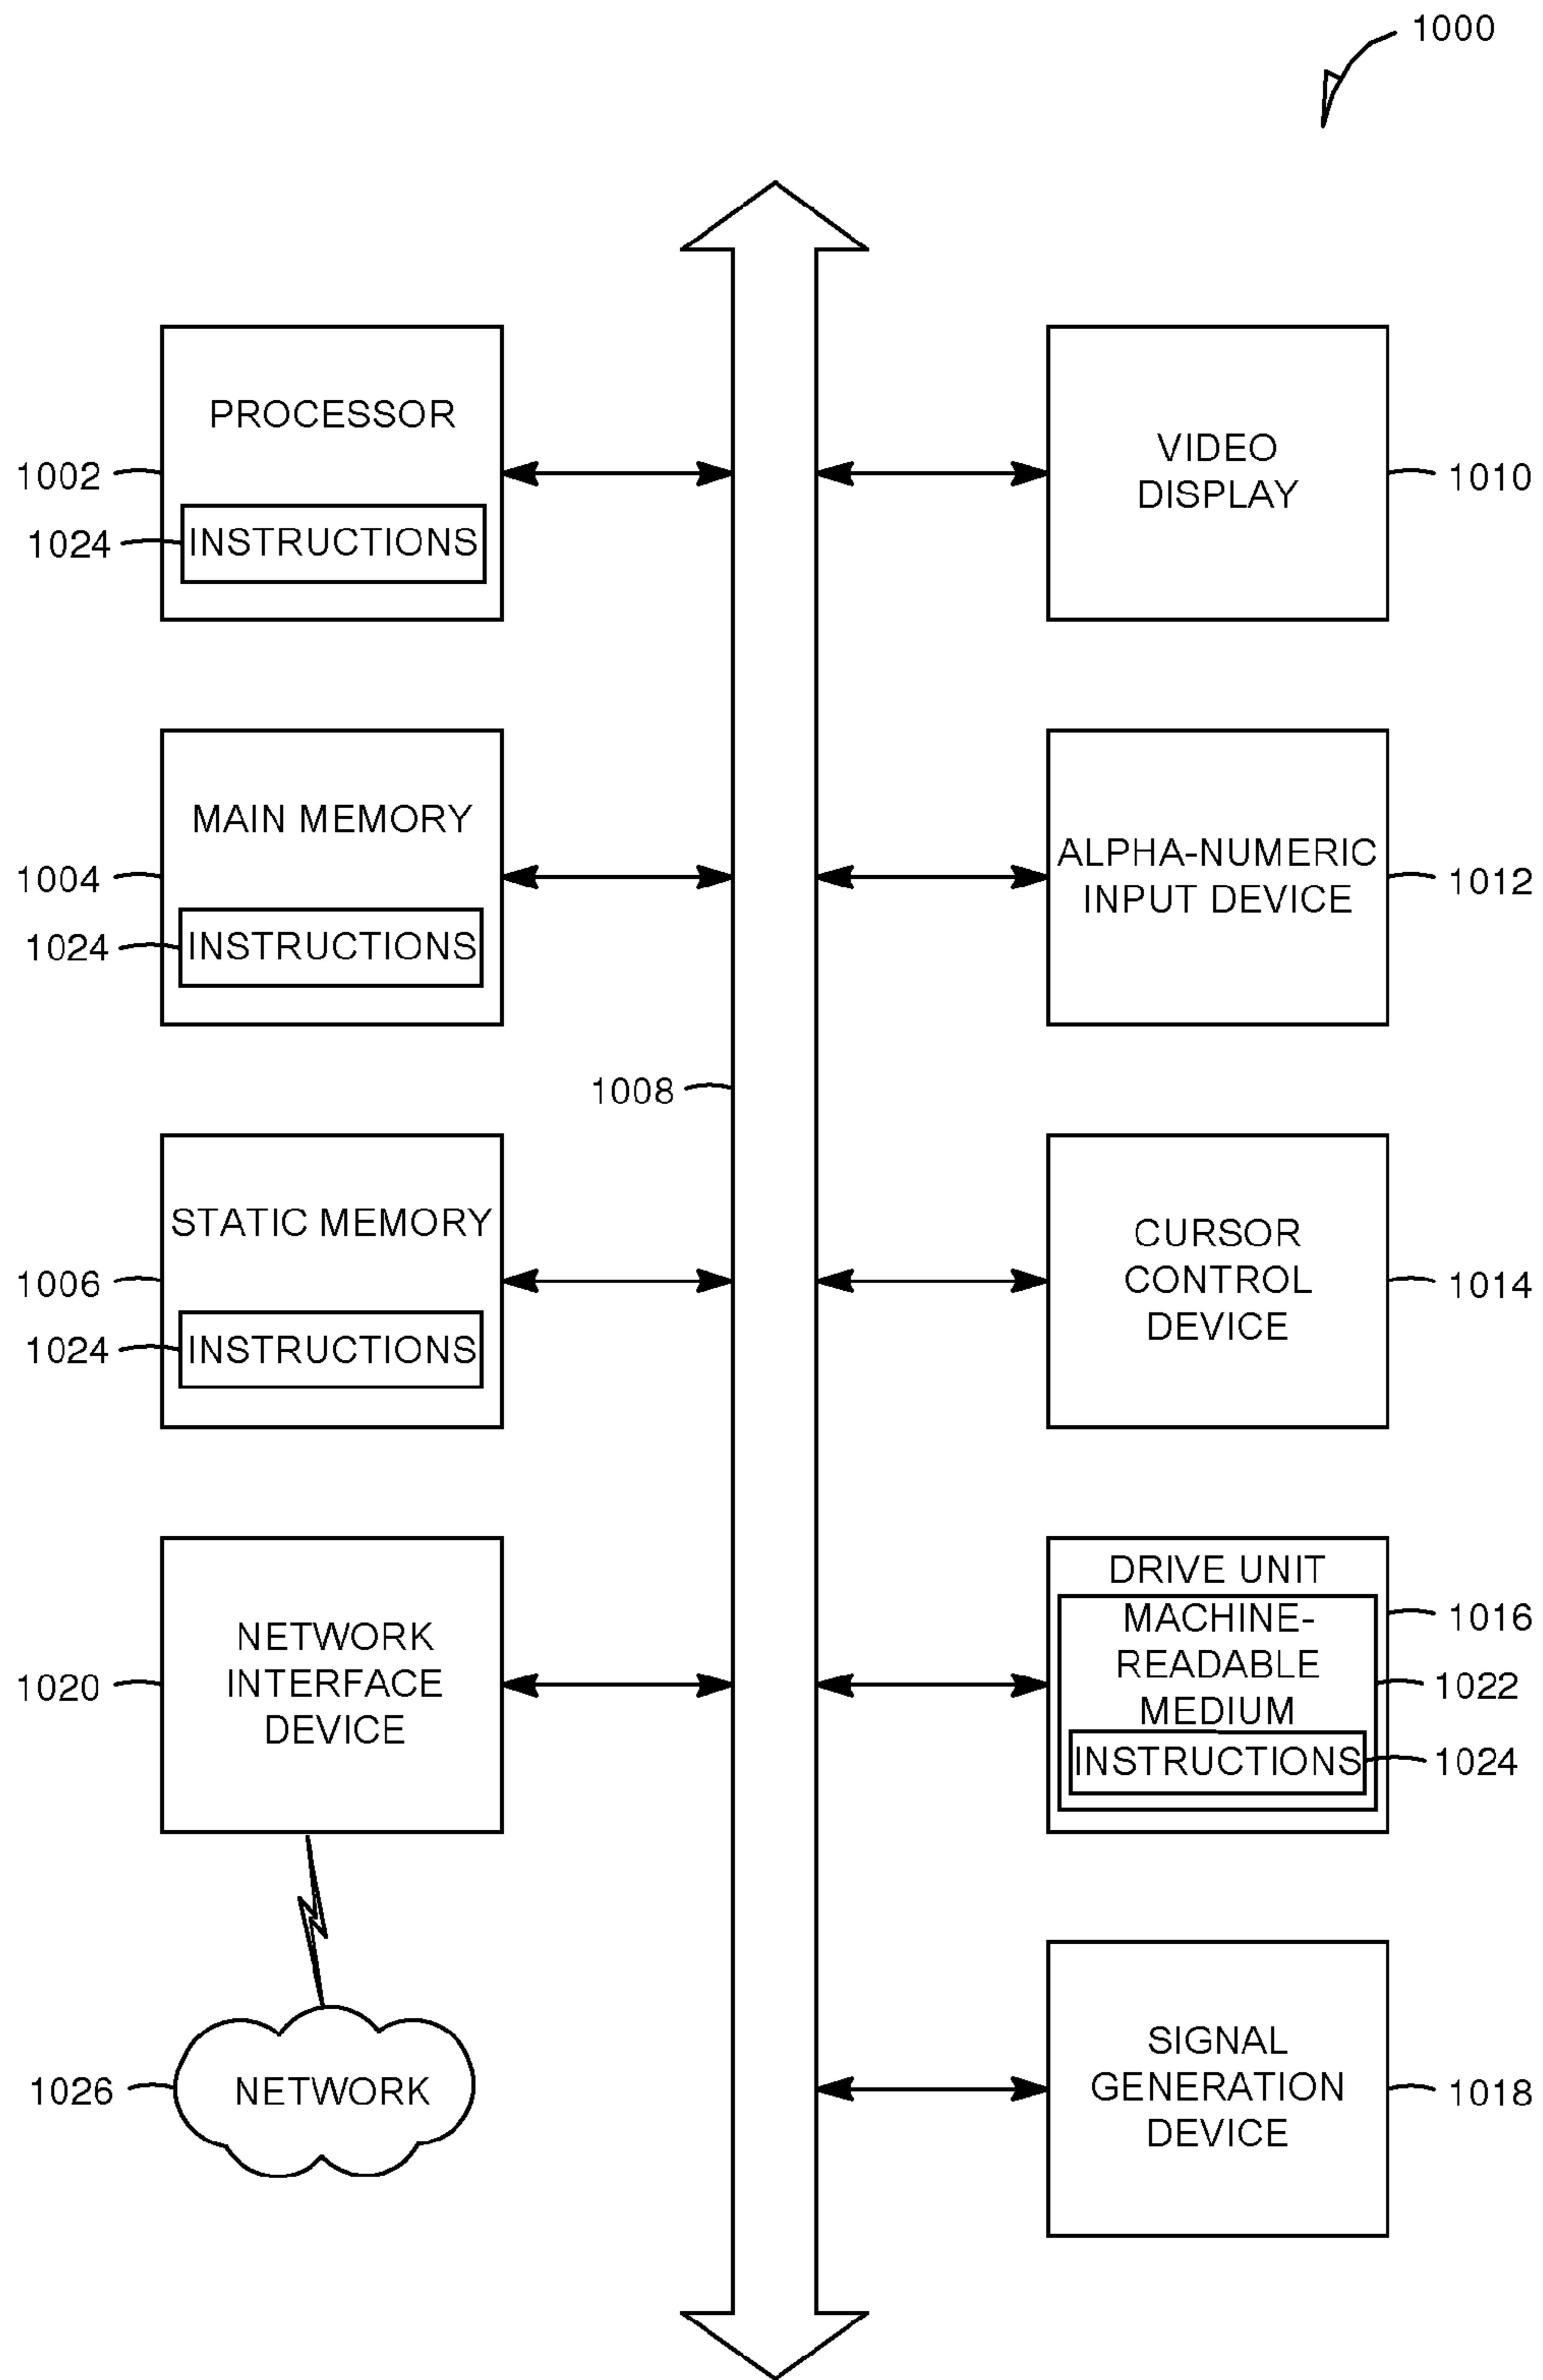 1000
PROCESSOR
1002
1024
INSTRUCTIONS
VIDEO
DISPLAY
1010
MAIN MEMORY
1004
1024
INSTRUCTIONS
ALPHA-NUMERIC
INPUT DEVICE
1012
1008
STATIC MEMORY
1006
1024
INSTRUCTIONS
CURSOR
CONTROL
DEVICE
1014
NETWORK
INTERFACE
DEVICE
1020
DRIVE UNIT
1016
MACHINE-
READABLE
MEDIUM
1022
INSTRUCTIONS
1024
NETWORK
1026
SIGNAL
GENERATION
DEVICE
1018